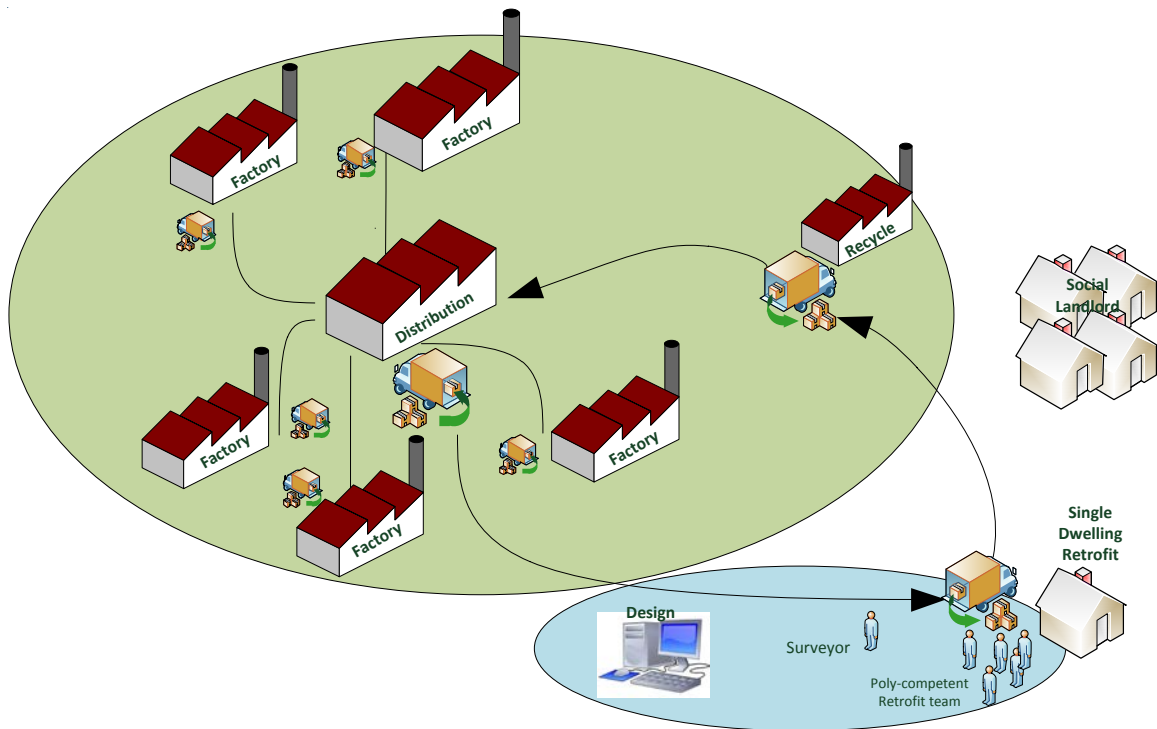 Factory
Factory
Recycle
Distribution
Social
Landlord
Factory
Factory
Factory
Single
Dwelling
Retrofit
Design
Surveyor
Poly-competent
Retrofit team